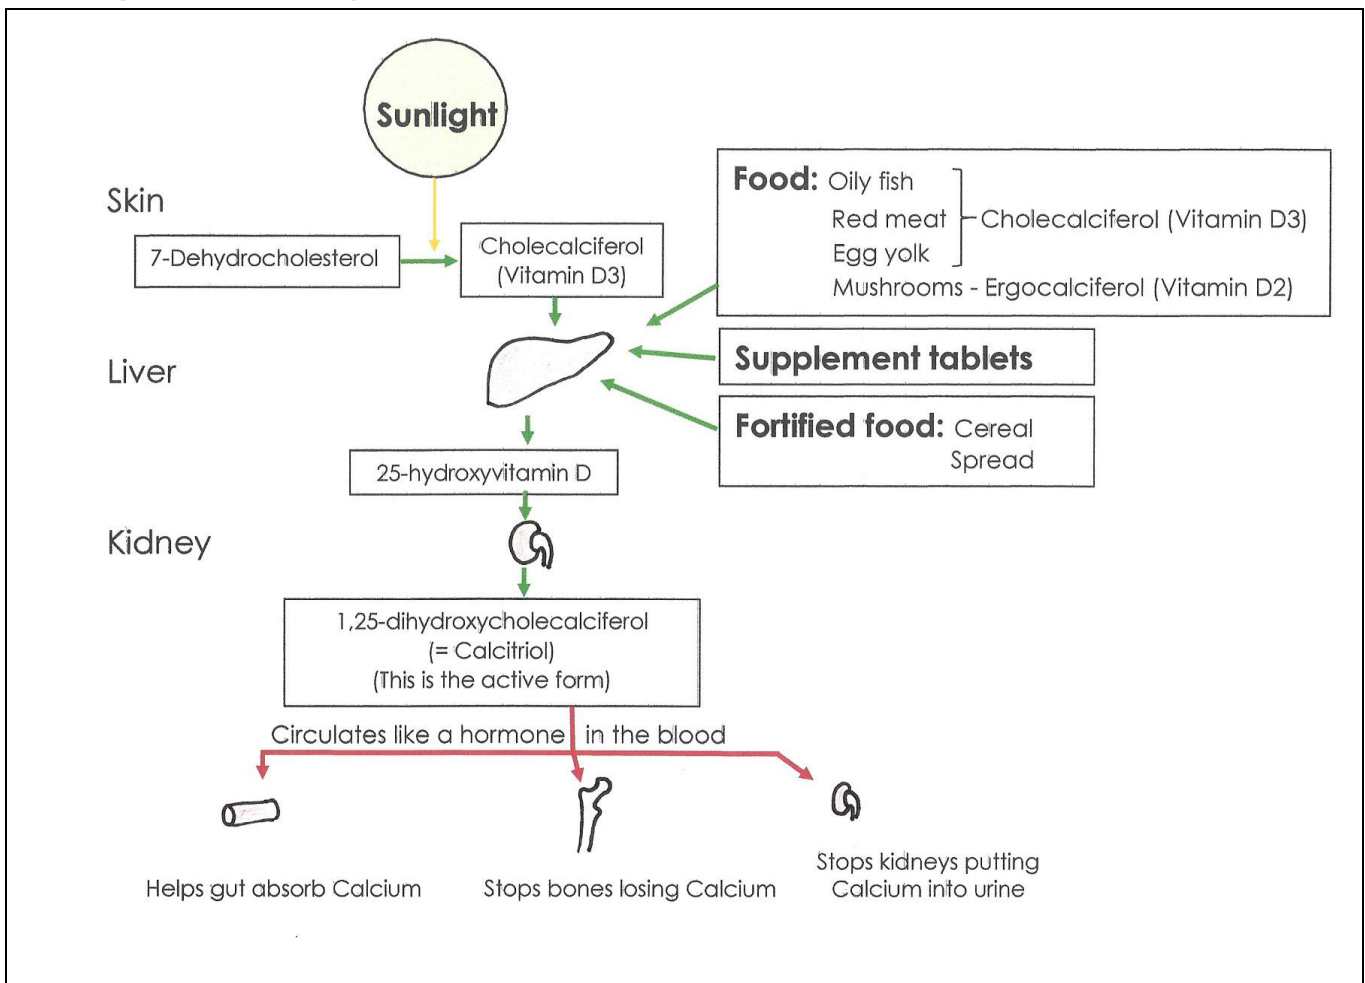 Sunlight
Skin
7-Dehydrocholesterol
Cholecalciferol
(Vitamin D3)
Food: Oily fish
Red meat
Egg yolk
Cholecalciferol (Vitamin D3)
Mushrooms - Ergocalciferol (Vitamin D2)
Liver
Supplement tablets
Fortified food: Cereal
Spread
25-hydroxyvitamin D
Kidney
1,25-dihydroxycholecalciferol
(= Calcitriol)
(This is the active form)
Circulates like a hormone in the blood
Helps gut absorb Calcium
Stops bones losing Calcium
Stops kidneys putting
Calcium into urine